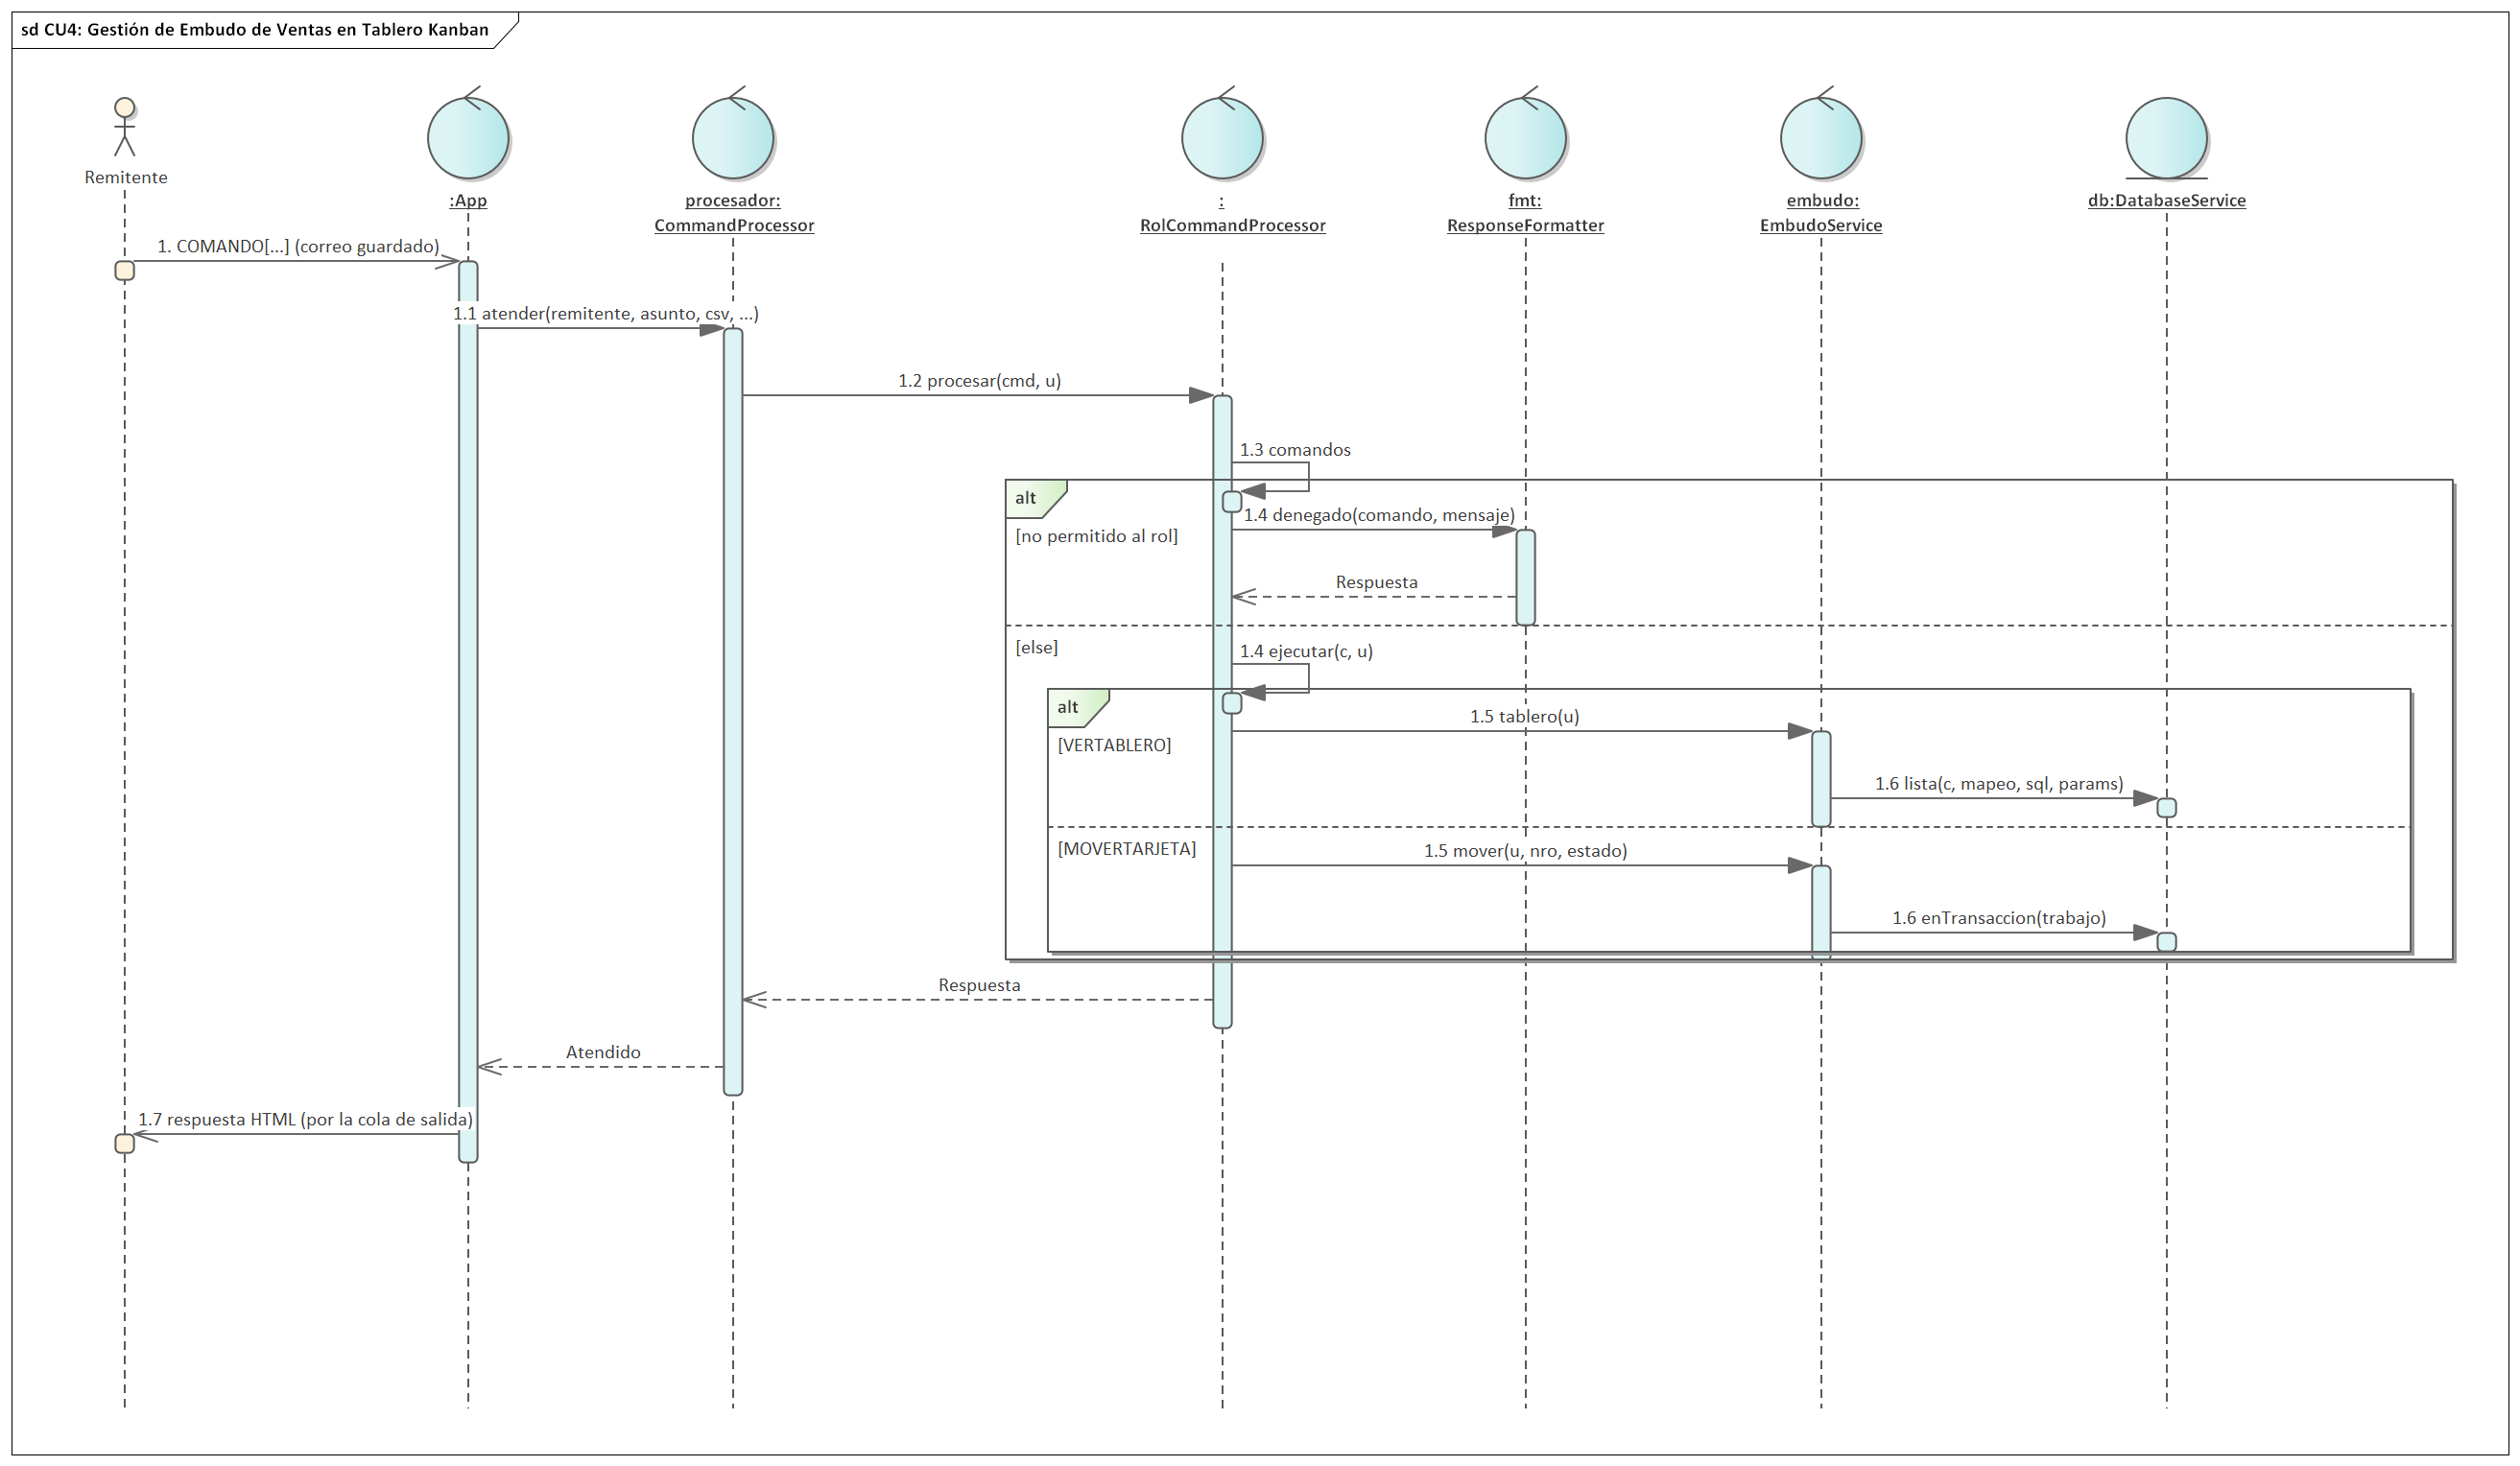 sd CU4: Gestión de Embudo de Ventas en Tablero Kanban
Remitente
:App
procesador:
CommandProcessor
:
RolCommandProcessor
fmt:
ResponseFormatter
embudo:
EmbudoService
db:DatabaseService
1. COMANDO[...] (correo guardado)
1.1 atender(remitente, asunto, csv, ...)
1.2 procesar(cmd, u)
1.3 comandos
alt
1.4 denegado(comando, mensaje)
[no permitido al rol]
Respuesta
[else]
1.4 ejecutar(c, u)
alt
1.5 tablero(u)
[VERTABLERO]
1.6 lista(c, mapeo, sql, params)
[MOVERTARJETA]
1.5 mover(u, nro, estado)
1.6 enTransaccion(trabajo)
Respuesta
Atendido
1.7 respuesta HTML (por la cola de salida)